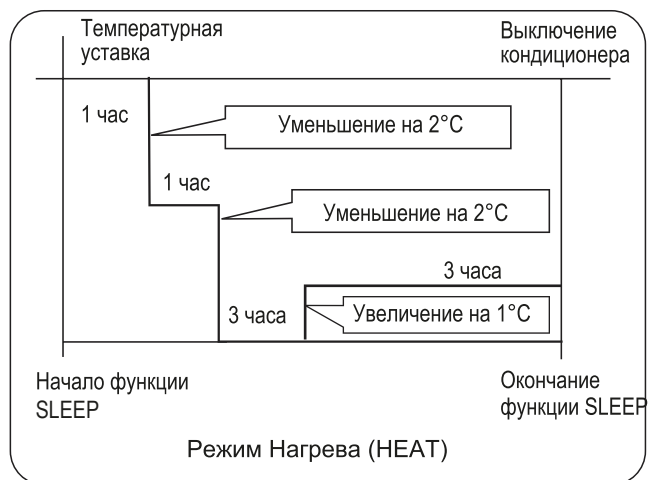 Температурная
уставка
Выключение
кондиционера
1 час
Уменьшение на 2°C
1 час
Уменьшение на 2°C
3 часа
3 часа
Увеличение на 1°C
Начало функции
SLEEP
Окончание
функции SLEEP
Режим Нагрева (HEAT)